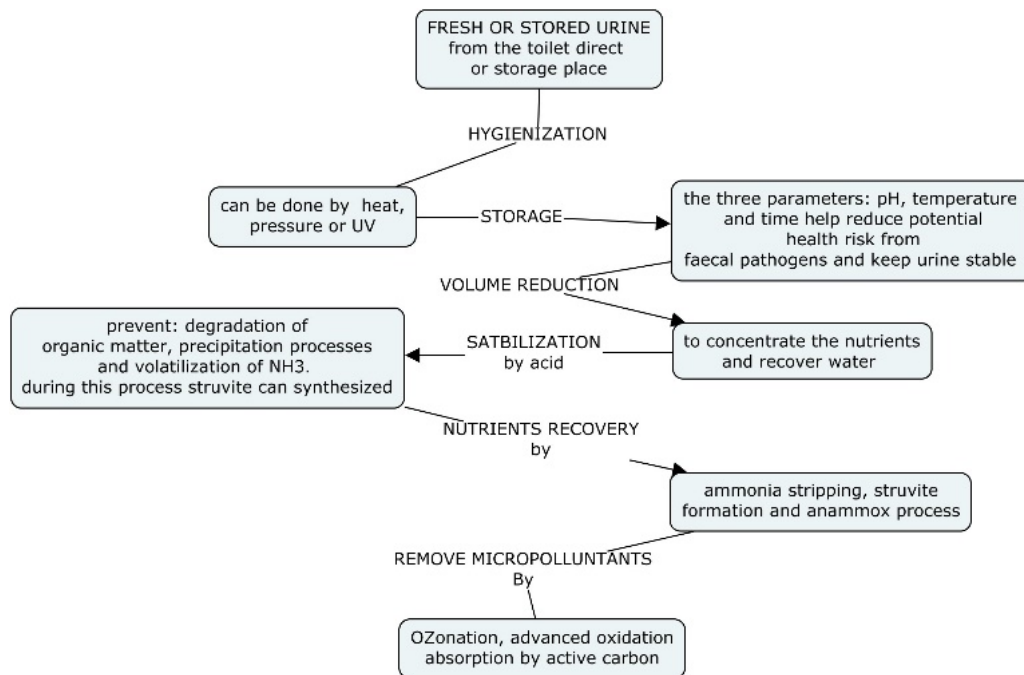 FRESH OR STORED URINE
from the toilet direct
or storage place
HYGIENIZATION
can be done by heat,
pressure or UV
STORAGE
the three parameters: pH, temperature
and time help reduce potential
health risk from
faecal pathogens and keep urine stable
VOLUME REDUCTION
to concentrate the nutrients
and recover water
SATBILIZATION
by acid
prevent: degradation of
organic matter, precipitation processes
and volatilization of NH3.
during this process struvite can synthesized
NUTRIENTS RECOVERY
by
ammonia stripping, struvite
formation and anammox process
REMOVE MICROPOLLUNTANTS
By
OZonation, advanced oxidation
absorption by active carbon